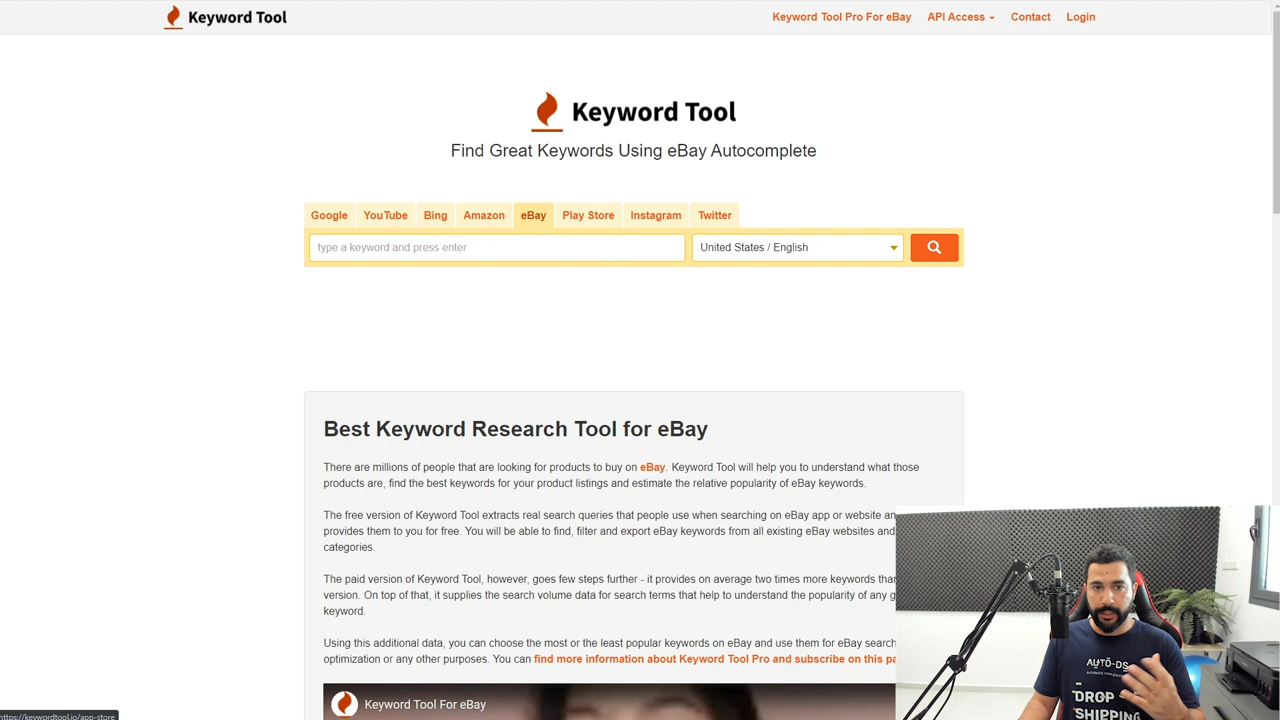 Keyword Tool
Keyword Tool Pro For eBay API Access Contact Login
Keyword Tool
Find Great Keywords Using eBay Autocomplete
Google YouTube Bing Amazon eBay Play Store Instagram Twitter
type a keyword and press enter United States / English
Best Keyword Research Tool for eBay
There are millions of people that are looking for products to buy on eBay. Keyword Tool will help you to understand what those
products are, find the best keywords for your product listings and estimate the relative popularity of eBay keywords.
The free version of Keyword Tool extracts real search queries that people use when searching on eBay app or website
provides them to you for free. You will be able to find, filter and export eBay keywords from all existing eBay websites and
categories.
The paid version of Keyword Tool, however, goes few steps further - it provides on average two times more keywords
version. On top of that, it supplies the search volume data for search terms that help to understand the popularity of any
keyword.
Using this additional data, you can choose the most or the least popular keywords on eBay and use them for eBay search
optimization or any other purposes. You can find more information about Keyword Tool Pro and subscribe on this
Keyword Tool For eBay
https://keywordtool.io/app-store
AUTO-DS
DROP
SHIPPING